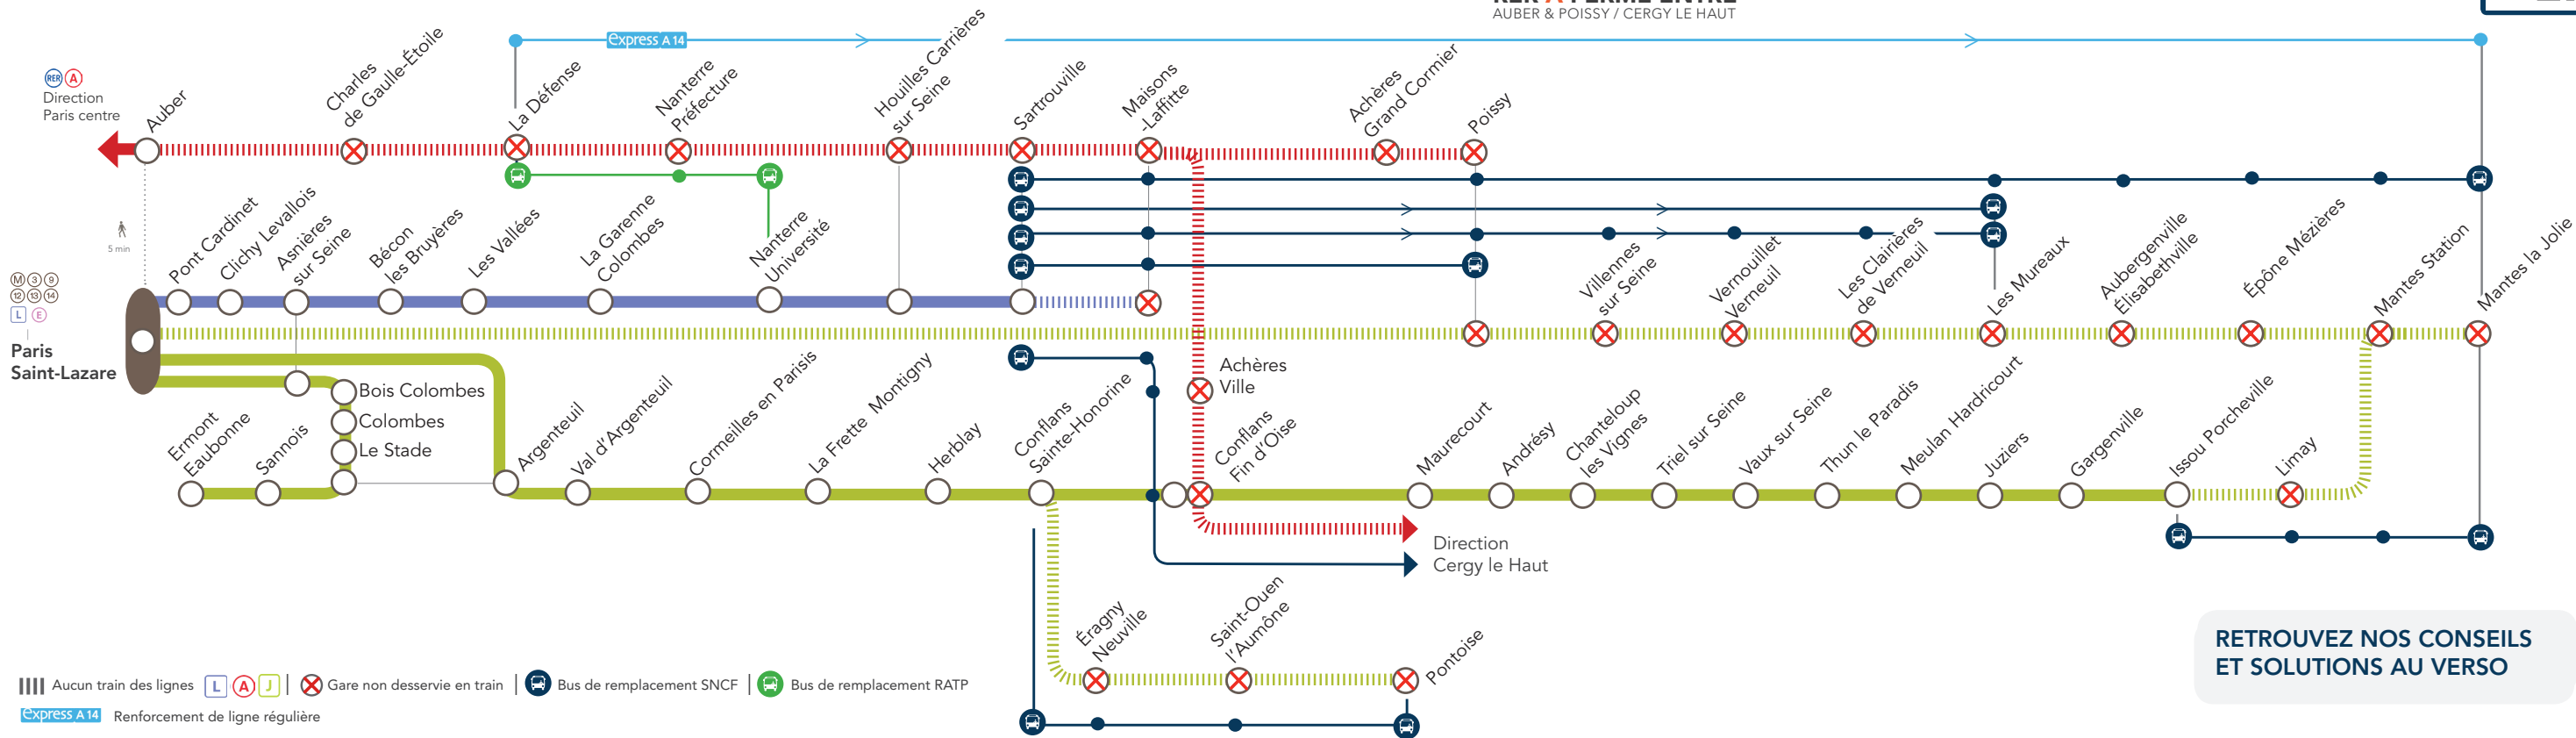 AUBER & POISSY / CERGY LE HAUT
express A 14
RER A
Direction
Paris centre
Auber
Charles
de Gaulle-Étoile
La Défense
Nanterre
Préfecture
Houilles Carrières
sur Seine
Sartrouville
Maisons
-Laffitte
Achères
Grand Cormier
Poissy
5 min
Pont Cardinet
Clichy Levallois
Asnières
sur Seine
Bécon
les Bruyères
Les Vallées
La Garenne
Colombes
Nanterre
Université
Villennes
sur Seine
Vernouillet
Verneuil
Les Clairières
de Verneuil
Les Mureaux
Aubergenville
Élisabethville
Épône Mézières
Mantes Station
Mantes la Jolie
M 3 9
12 13 14
L E
Paris
Saint-Lazare
Achères
Ville
Bois Colombes
Colombes
Le Stade
Ermont
Eaubonne
Sannois
Argenteuil
Val d'Argenteuil
Cormeilles en Parisis
La Frette Montigny
Herblay
Conflans
Sainte-Honorine
Conflans
Fin d'Oise
Maurecourt
Andrésy
Chanteloup
les Vignes
Triel sur Seine
Vaux sur Seine
Thun le Paradis
Meulan Hardricourt
Juziers
Gargenville
Issou Porcheville
Limay
Direction
Cergy le Haut
Éragny
Neuville
Saint-Ouen
l'Aumône
Pontoise
Aucun train des lignes L A J
Gare non desservie en train
Bus de remplacement SNCF
Bus de remplacement RATP
express A 14 Renforcement de ligne régulière
RETROUVEZ NOS CONSEILS
ET SOLUTIONS AU VERSO